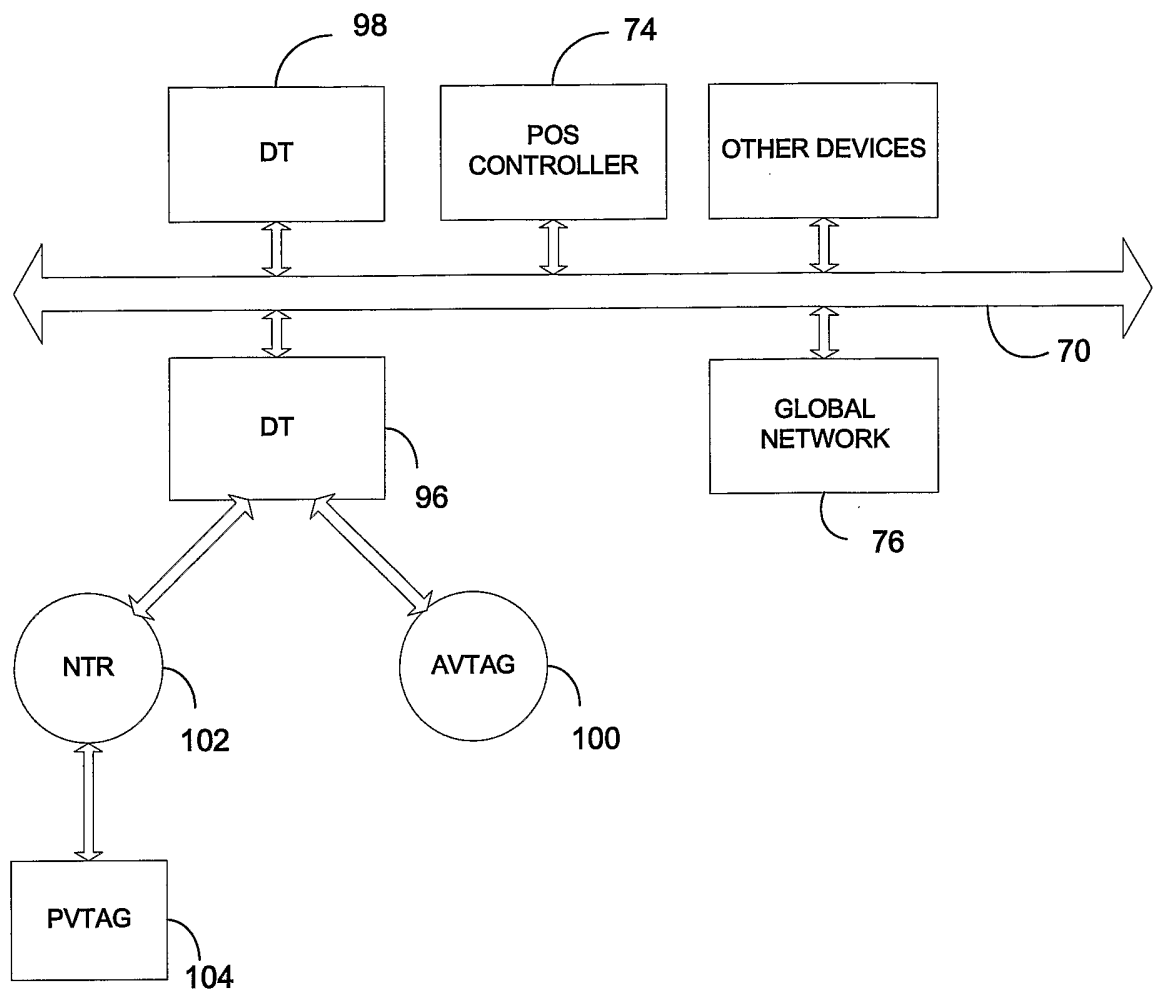 98
74
DT
POS
CONTROLLER
OTHER DEVICES
70
DT
GLOBAL
NETWORK
96
76
NTR
AVTAG
102
100
PVTAG
104